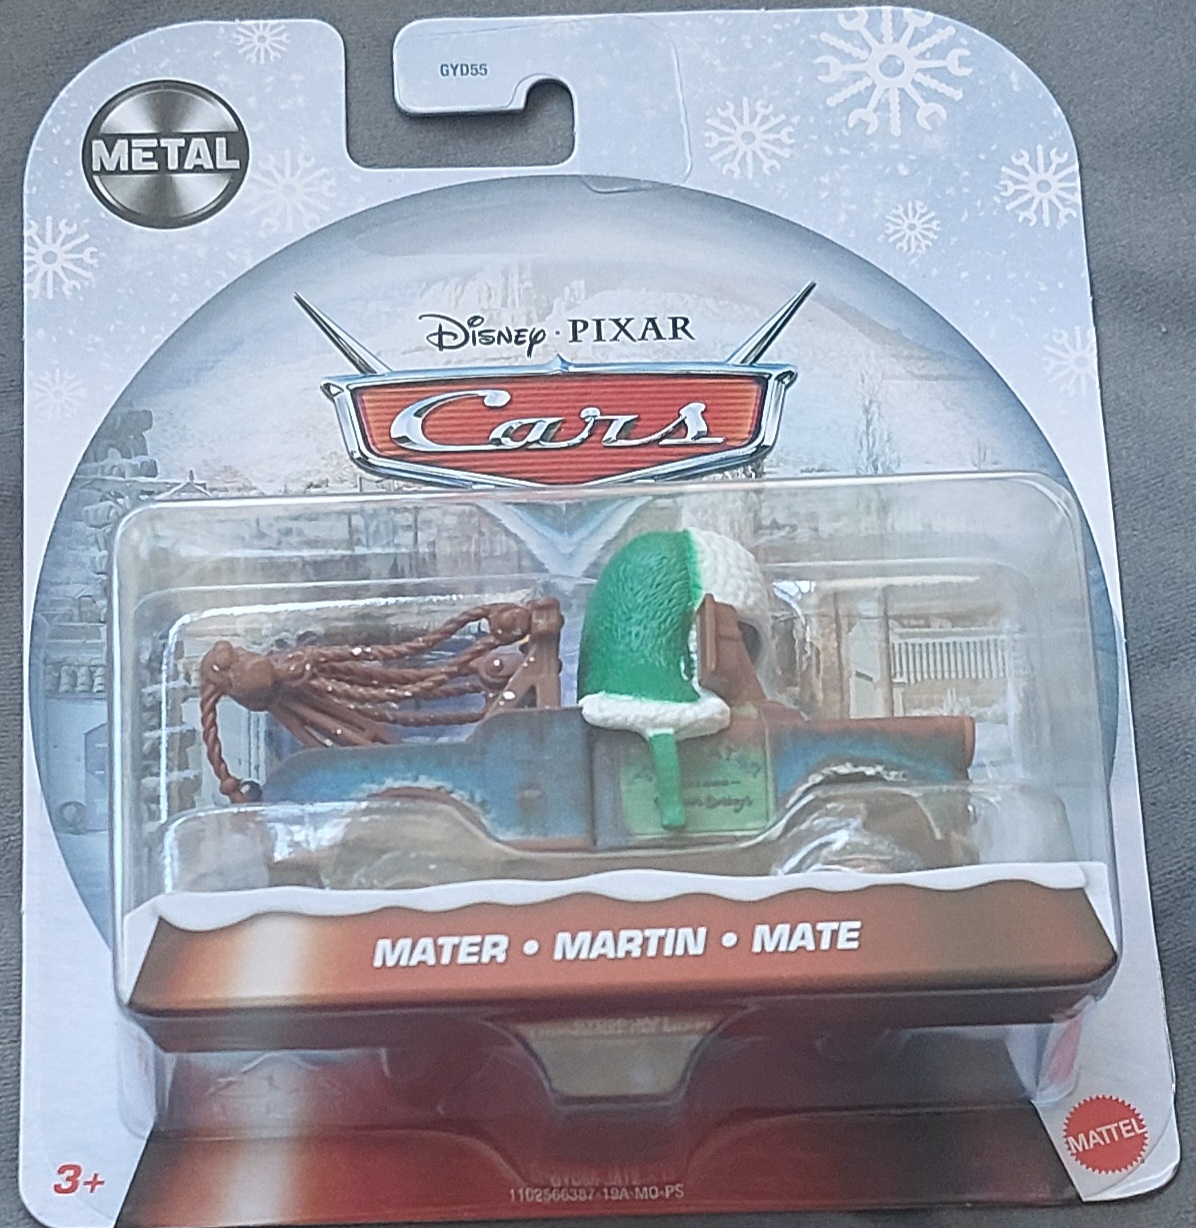 GYD55
METAL
Disney · PIXAR
Cars
MATER • MARTIN • MATE
MATTEL
3+
1102566387-19A-MO-PS